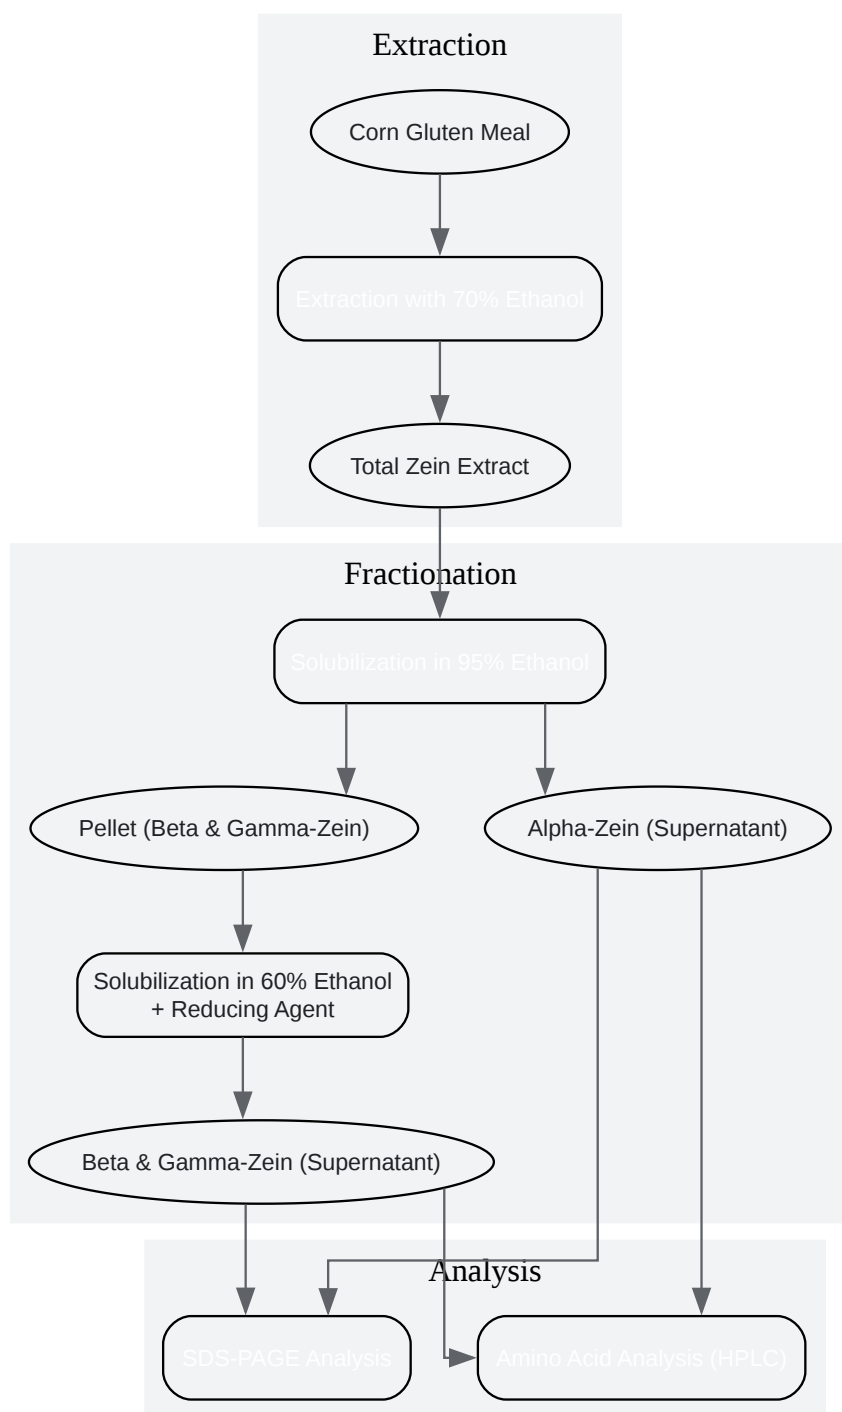 Extraction
Corn Gluten Meal
Extraction with 70% Ethanol
Total Zein Extract
Fractionation
Solubilization in 95% Ethanol
Pellet (Beta & Gamma-Zein)
Alpha-Zein (Supernatant)
Solubilization in 60% Ethanol
+ Reducing Agent
Beta & Gamma-Zein (Supernatant)
Analysis
SDS-PAGE Analysis
Amino Acid Analysis (HPLC)